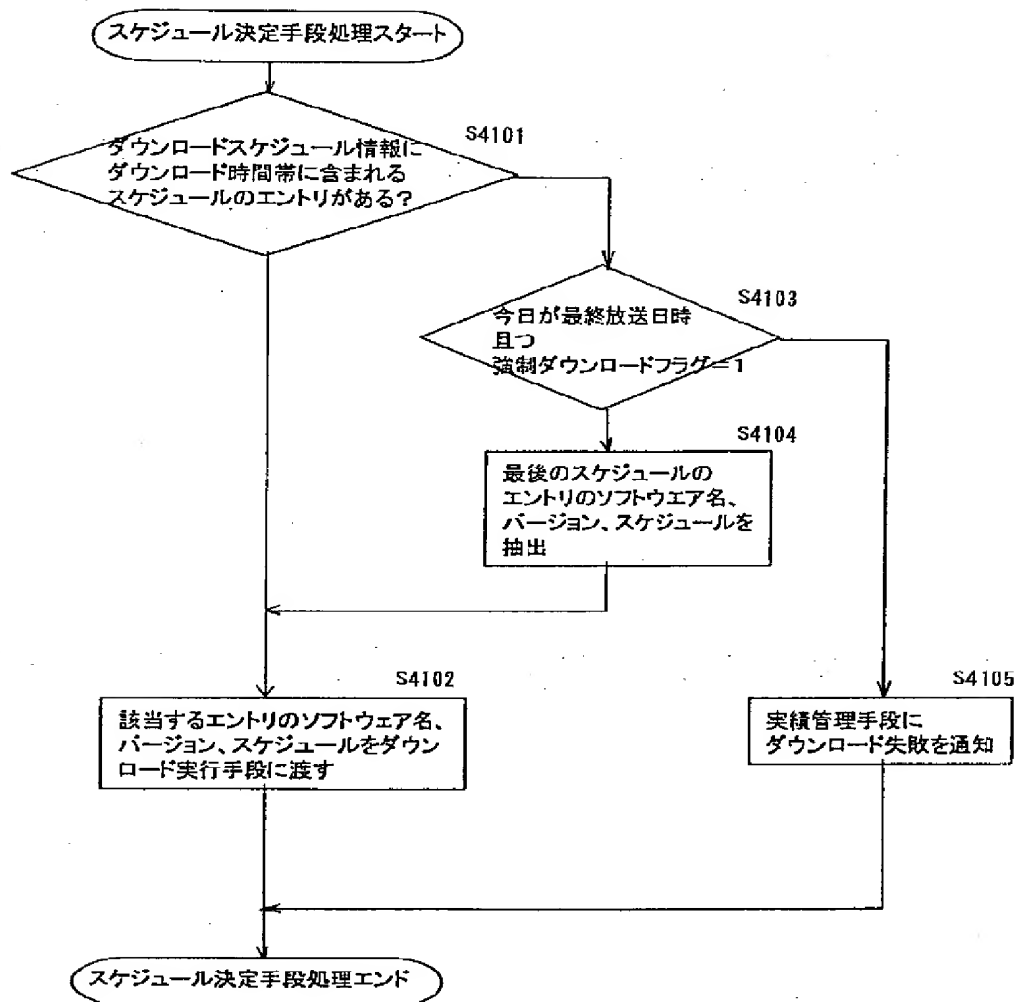 スケジュール決定手段処理スタート
S4101
ダウンロードスケジュール情報に
ダウンロード時間帯に含まれる
スケジュールのエントリがある?
S4103
今日が最終放送日時
且つ
強制ダウンロードフラグ=1
S4104
最後のスケジュールの
エントリのソフトウエア名、
バージョン、スケジュールを
抽出
S4102
該当するエントリのソフトウェア名、
バージョン、スケジュールをダウン
ロード実行手段に渡す
S4105
実績管理手段に
ダウンロード失敗を通知
スケジュール決定手段処理エンド